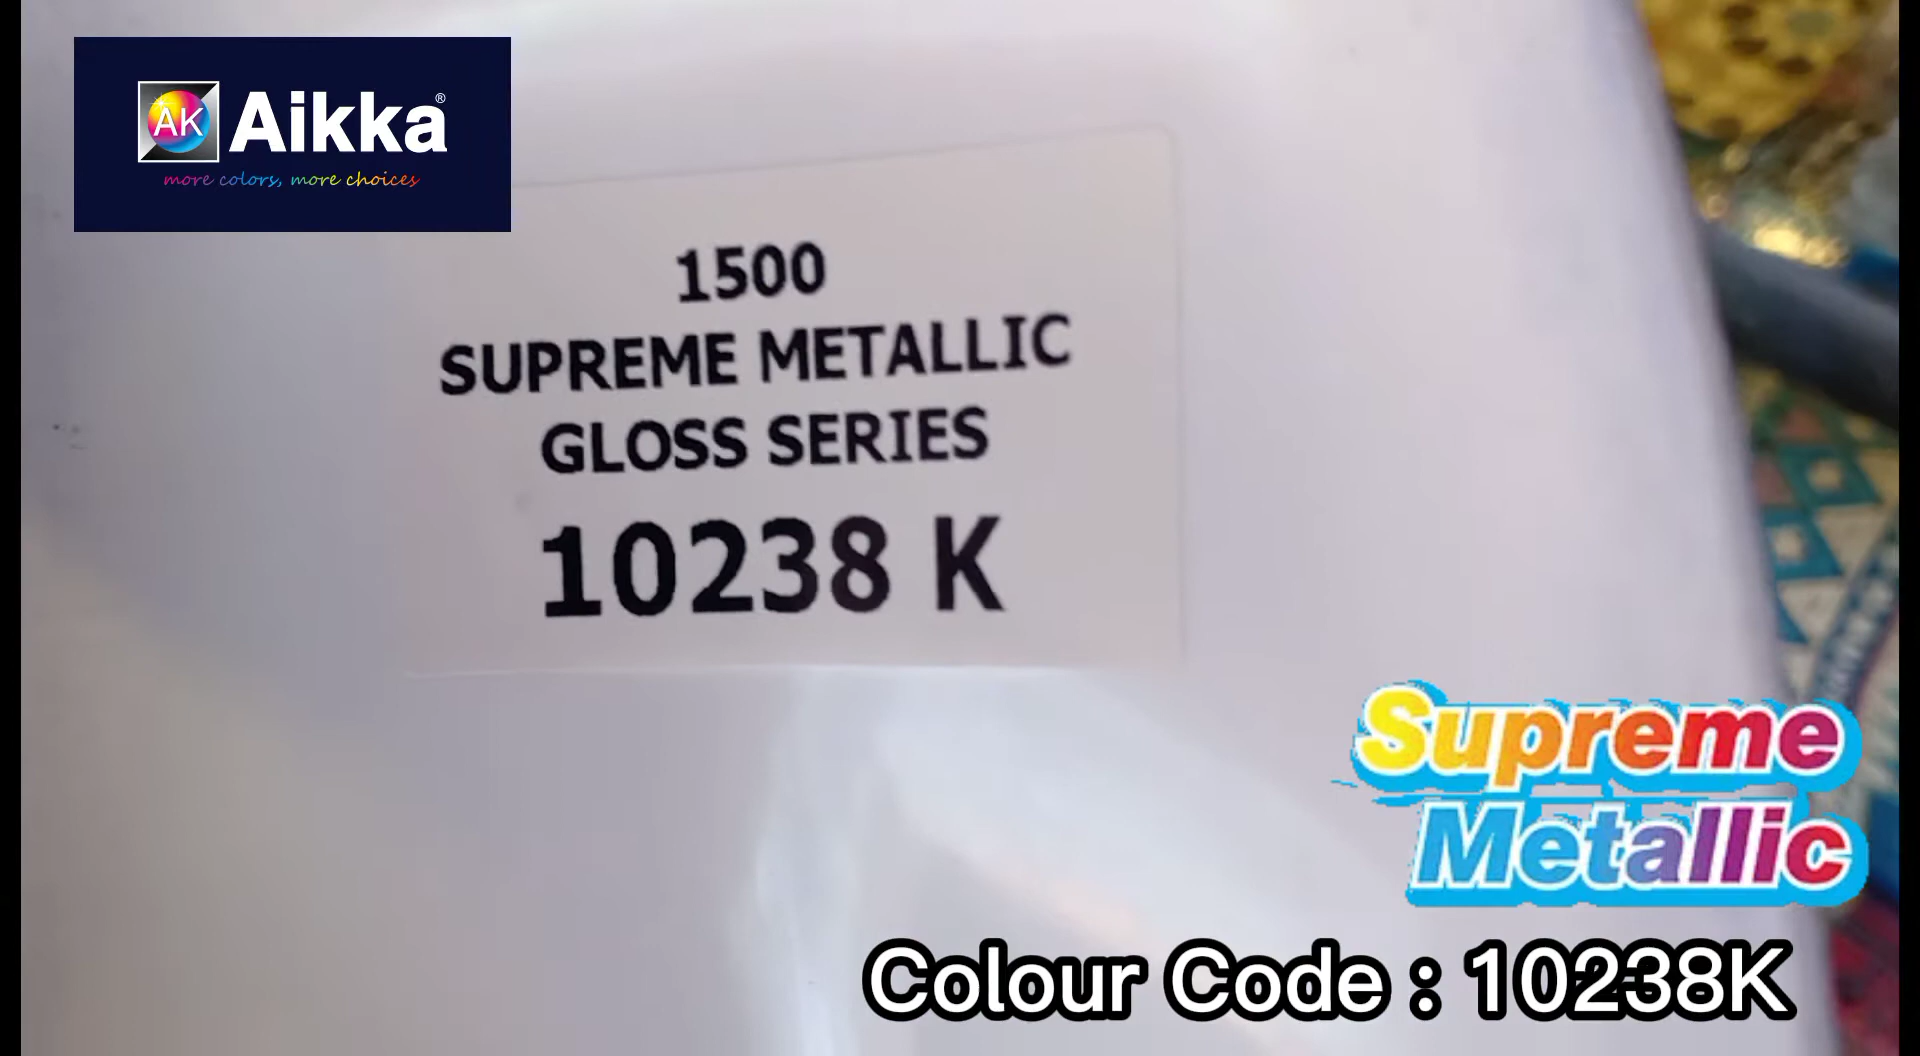 AK Aikka®
more colors, more choices
1500
SUPREME METALLIC
GLOSS SERIES
10238 K
Supreme
Metallic
Colour Code : 10238K